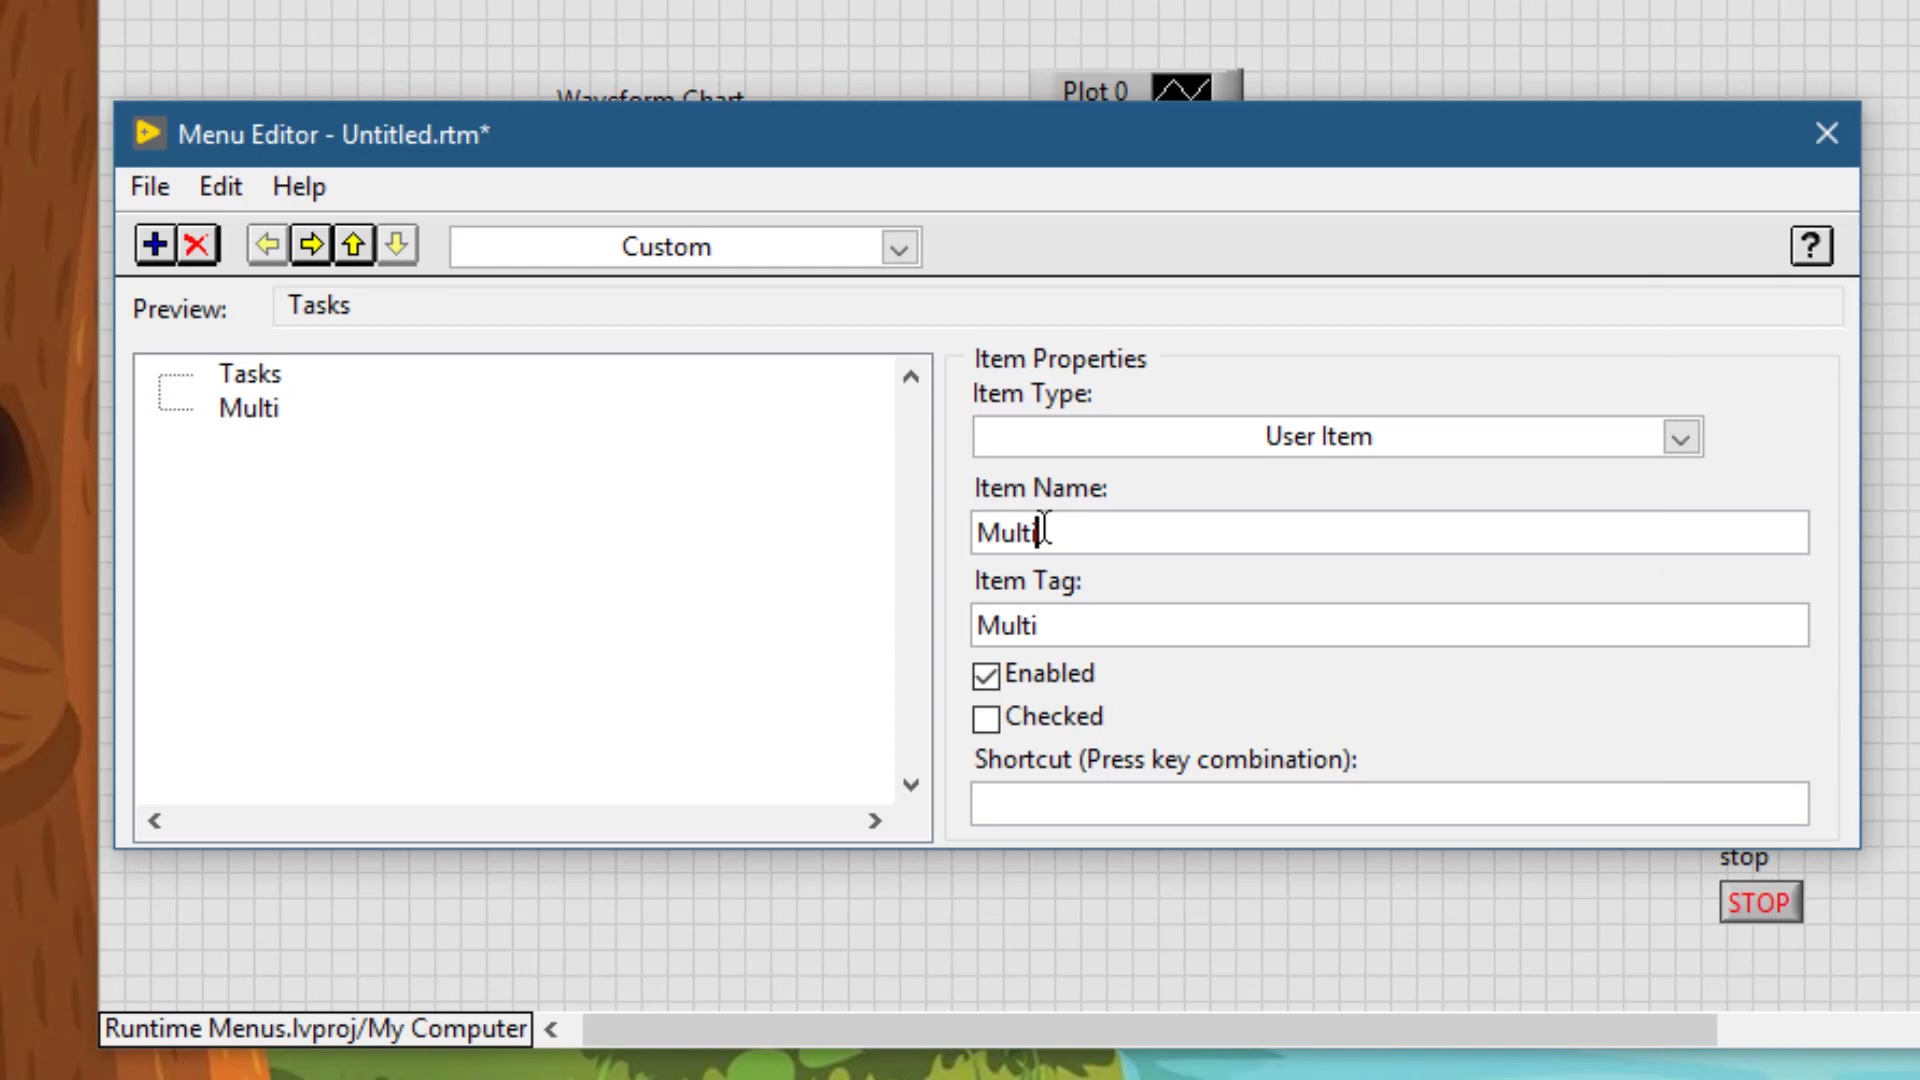 Waveform Chart
Plot 0
Menu Editor - Untitled.rtm*
File Edit Help
Custom
?
Preview: Tasks
Tasks
Multi
Item Properties
Item Type:
User Item
Item Name:
Multi
Item Tag:
Multi
Enabled
Checked
Shortcut (Press key combination):
stop
STOP
Runtime Menus.lvproj/My Computer